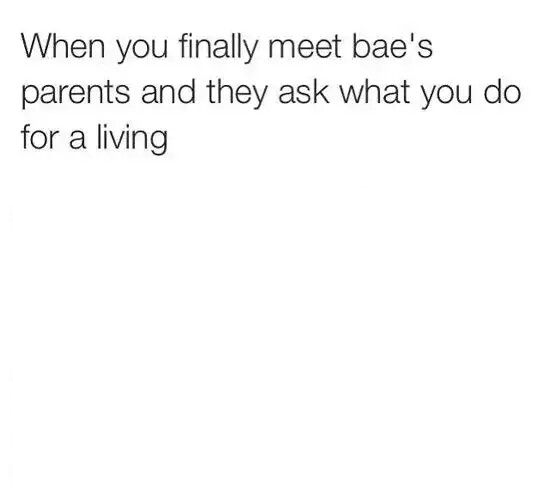 When you finally meet bae's
parents and they ask what you do
for a living